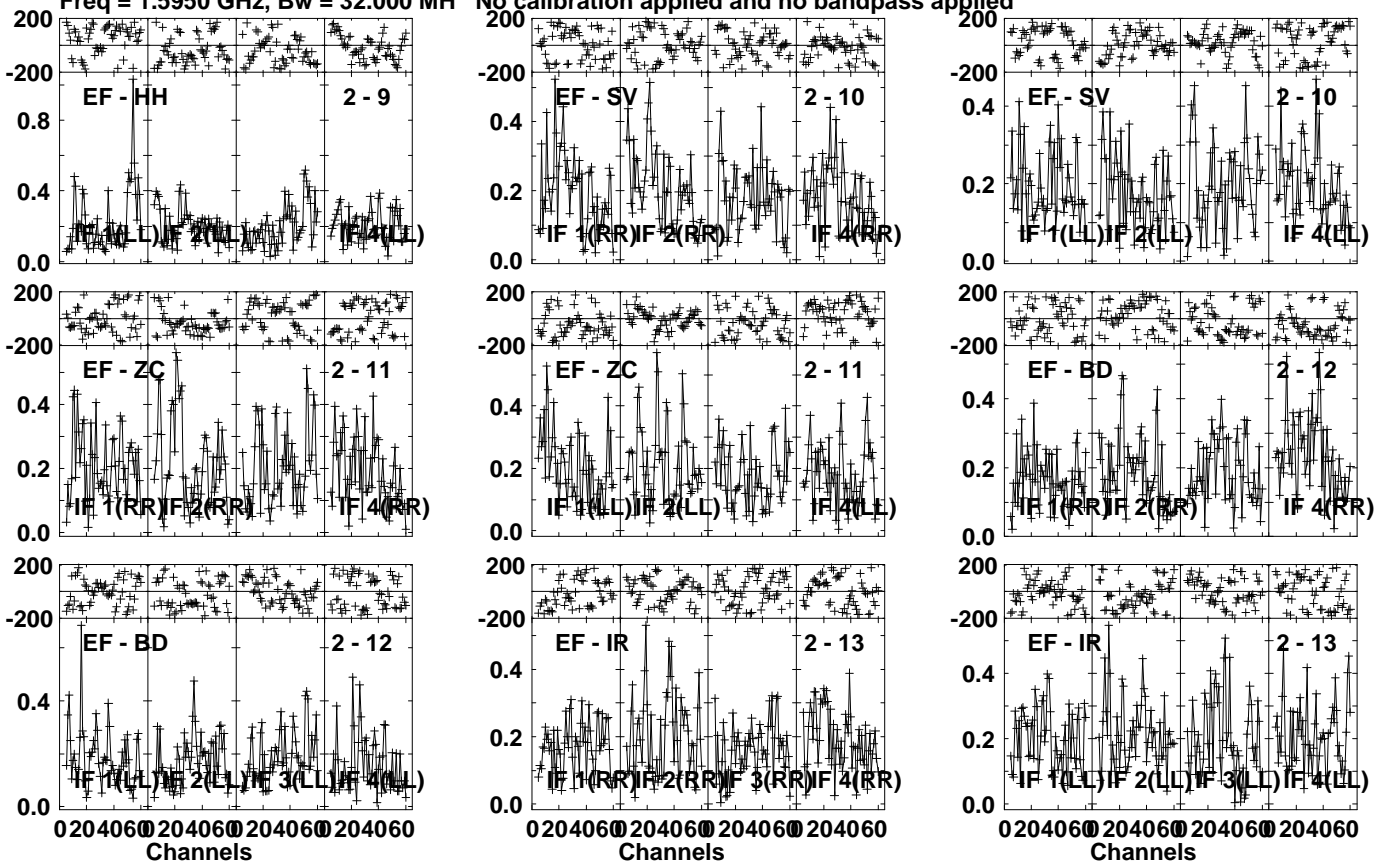 Freq = 1.5950 GHz, Bw = 32.000 MH No calibration applied and no bandpass applied
200
-200
EF - HH 2 - 9
0.8
0.4
0.0
IF 1(LL) IF 2(LL) IF 4(LL)
200
-200
EF - SV 2 - 10
0.4
0.2
0.0
IF 1(RR) IF 2(RR) IF 4(RR)
200
-200
EF - SV 2 - 10
0.4
0.2
0.0
IF 1(LL) IF 2(LL) IF 4(LL)
200
-200
EF - ZC 2 - 11
0.4
0.2
0.0
IF 1(RR) IF 2(RR) IF 4(RR)
200
-200
EF - ZC 2 - 11
0.4
0.2
0.0
IF 1(LL) IF 2(LL) IF 4(LL)
200
-200
EF - BD 2 - 12
0.4
0.2
0.0
IF 1(RR) IF 2(RR) IF 4(RR)
200
-200
EF - BD 2 - 12
0.4
0.0
IF 1(LL) IF 2(LL) IF 3(LL) IF 4(LL)
0 20 40 60 0 20 40 60 0 20 40 60 0 20 40 60
Channels
200
-200
EF - IR 2 - 13
0.4
0.2
0.0
IF 1(RR) IF 2(RR) IF 3(RR) IF 4(RR)
0 20 40 60 0 20 40 60 0 20 40 60 0 20 40 60
Channels
200
-200
EF - IR 2 - 13
0.4
0.2
0.0
IF 1(LL) IF 2(LL) IF 3(LL) IF 4(LL)
0 20 40 60 0 20 40 60 0 20 40 60 0 20 40 60
Channels